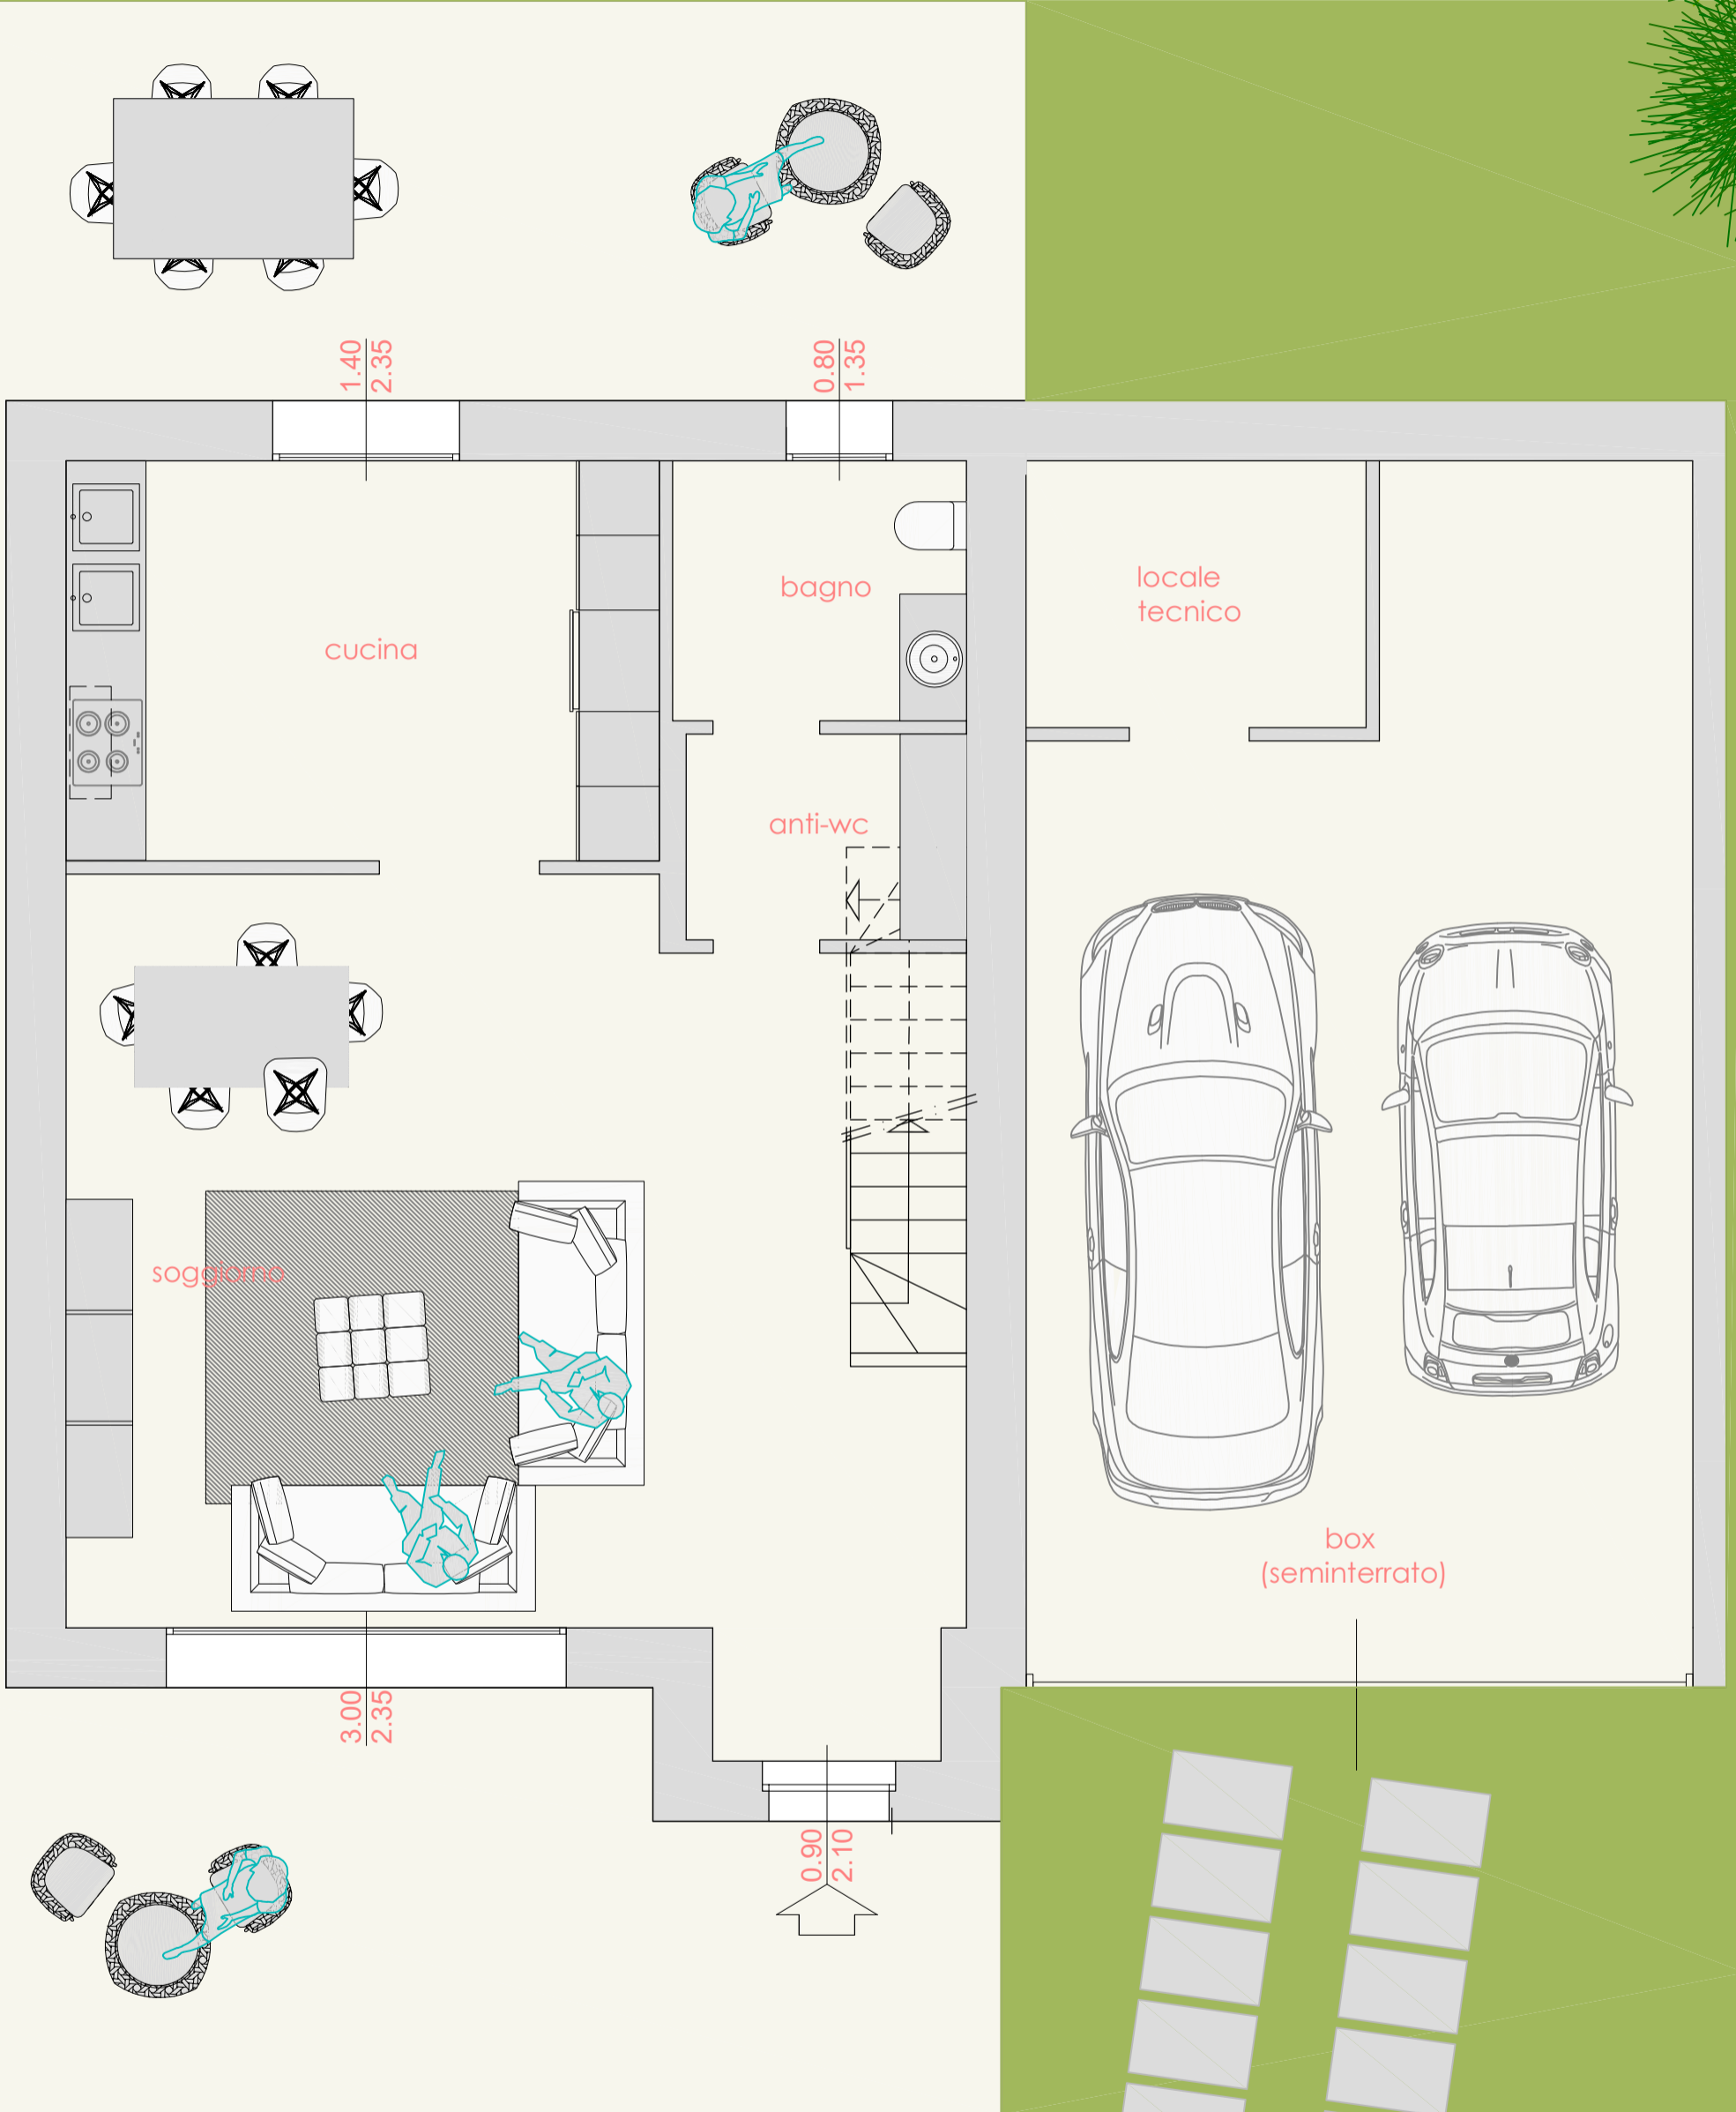 1.40
2.35
0.80
1.35
bagno
locale
tecnico
cucina
anti-wc
soggiorno
box
(seminterrato)
3.00
2.35
0.90
2.10